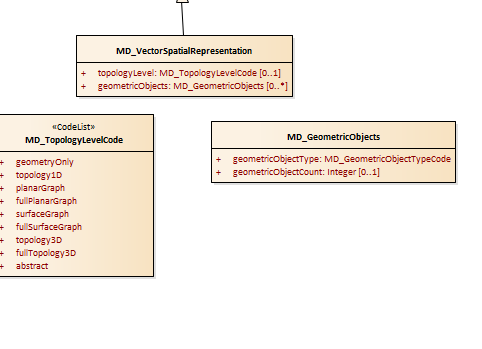 MD_VectorSpatialRepresentation
+ topologyLevel: MD_TopologyLevelCode [0..1]
+ geometricObjects: MD_GeometricObjects [0..*]
«CodeList»
MD_TopologyLevelCode
+ geometryOnly
+ topology1D
+ planarGraph
+ fullPlanarGraph
+ surfaceGraph
+ fullSurfaceGraph
+ topology3D
+ fullTopology3D
+ abstract
MD_GeometricObjects
+ geometricObjectType: MD_GeometricObjectTypeCode
+ geometricObjectCount: Integer [0..1]